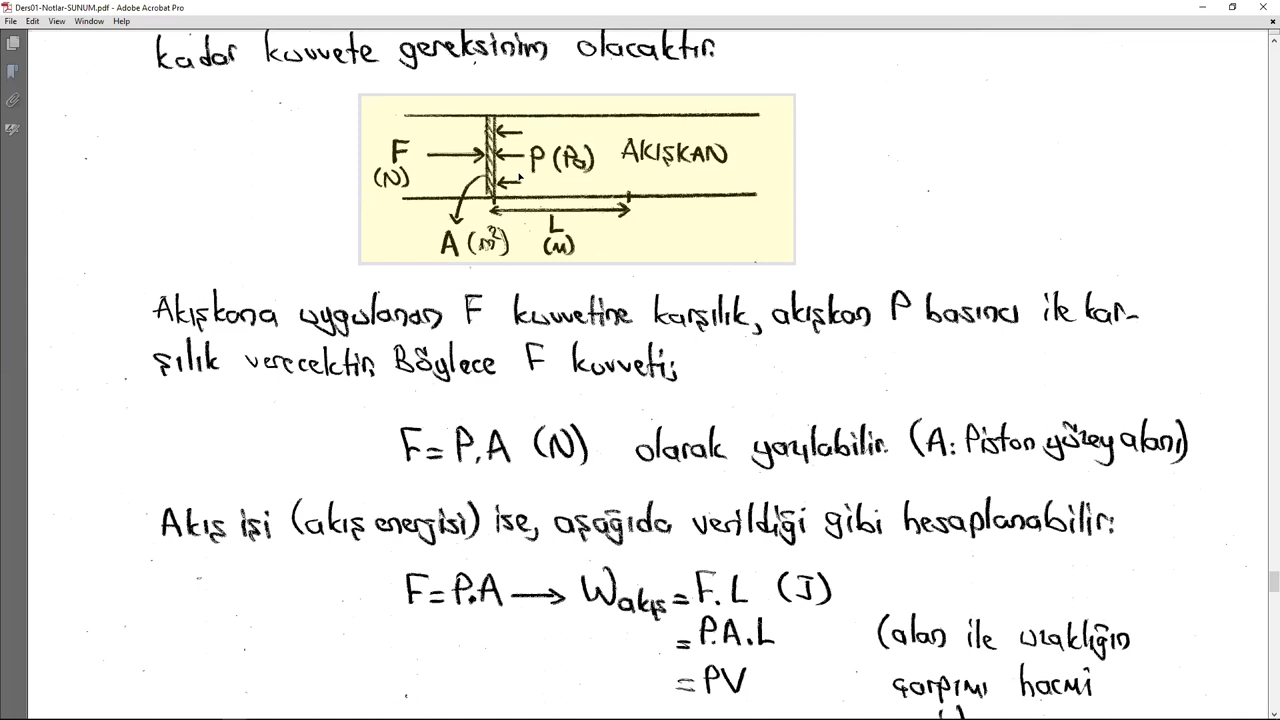 Ders01-Notlar-SUNUM.pdf - Adobe Acrobat Pro
File Edit View Window Help
kadar kuvvete gereksinim olacaktır.
F
(N)
P (Pa) AKIŞKAN
A (m²)
L
(m)
Akışkana uygulanan F kuvvetine karşılık, akışkan P basıncı ile kar-
şılık verecektir. Böylece F kuvveti;
F = P.A (N) olarak yazılabilir. (A: Piston yüzey alanı)
Akış işi (akış energisi) ise, aşağıda verildiği gibi hesaplanabilir:
F = P.A → Wakış = F.L (J)
= P.A.L (alan ile uzaklığın
= PV çarpımı hacmi